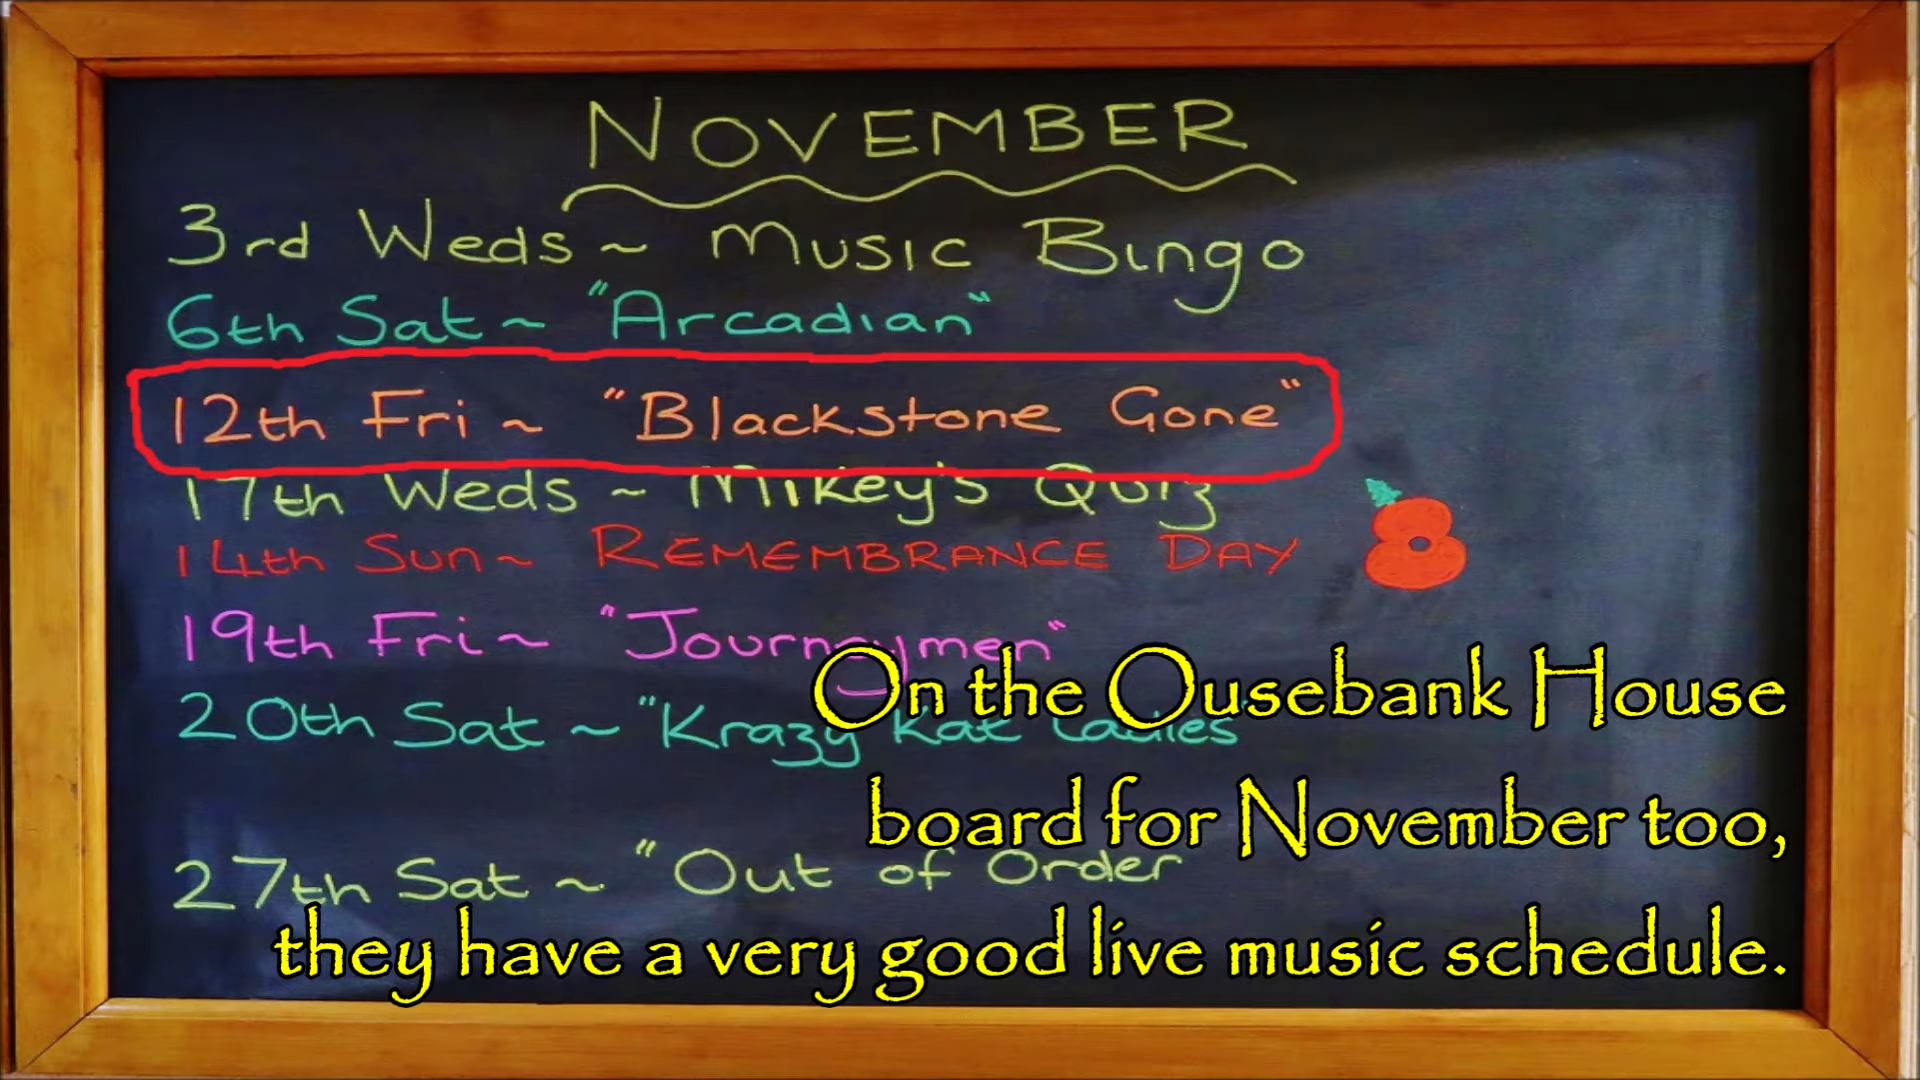 NOVEMBER
3rd Weds ~ Music Bingo
6th Sat ~ "Arcadian"
12th Fri ~ "Blackstone Gone"
17th Weds ~ Mikey's Quiz
14th Sun ~ REMEMBRANCE DAY
19th Fri ~ "Journeymen"
20th Sat ~ "Krazy Kat Ladies"
27th Sat ~ "Out of Order
On the Ousebank House
board for November too,
they have a very good live music schedule.